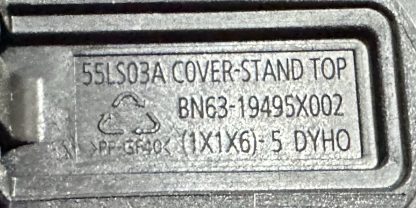 55LS03A COVER-STAND TOP
BN63-19495X002
>PP-GF40< (1X1X6)-5 DYHO